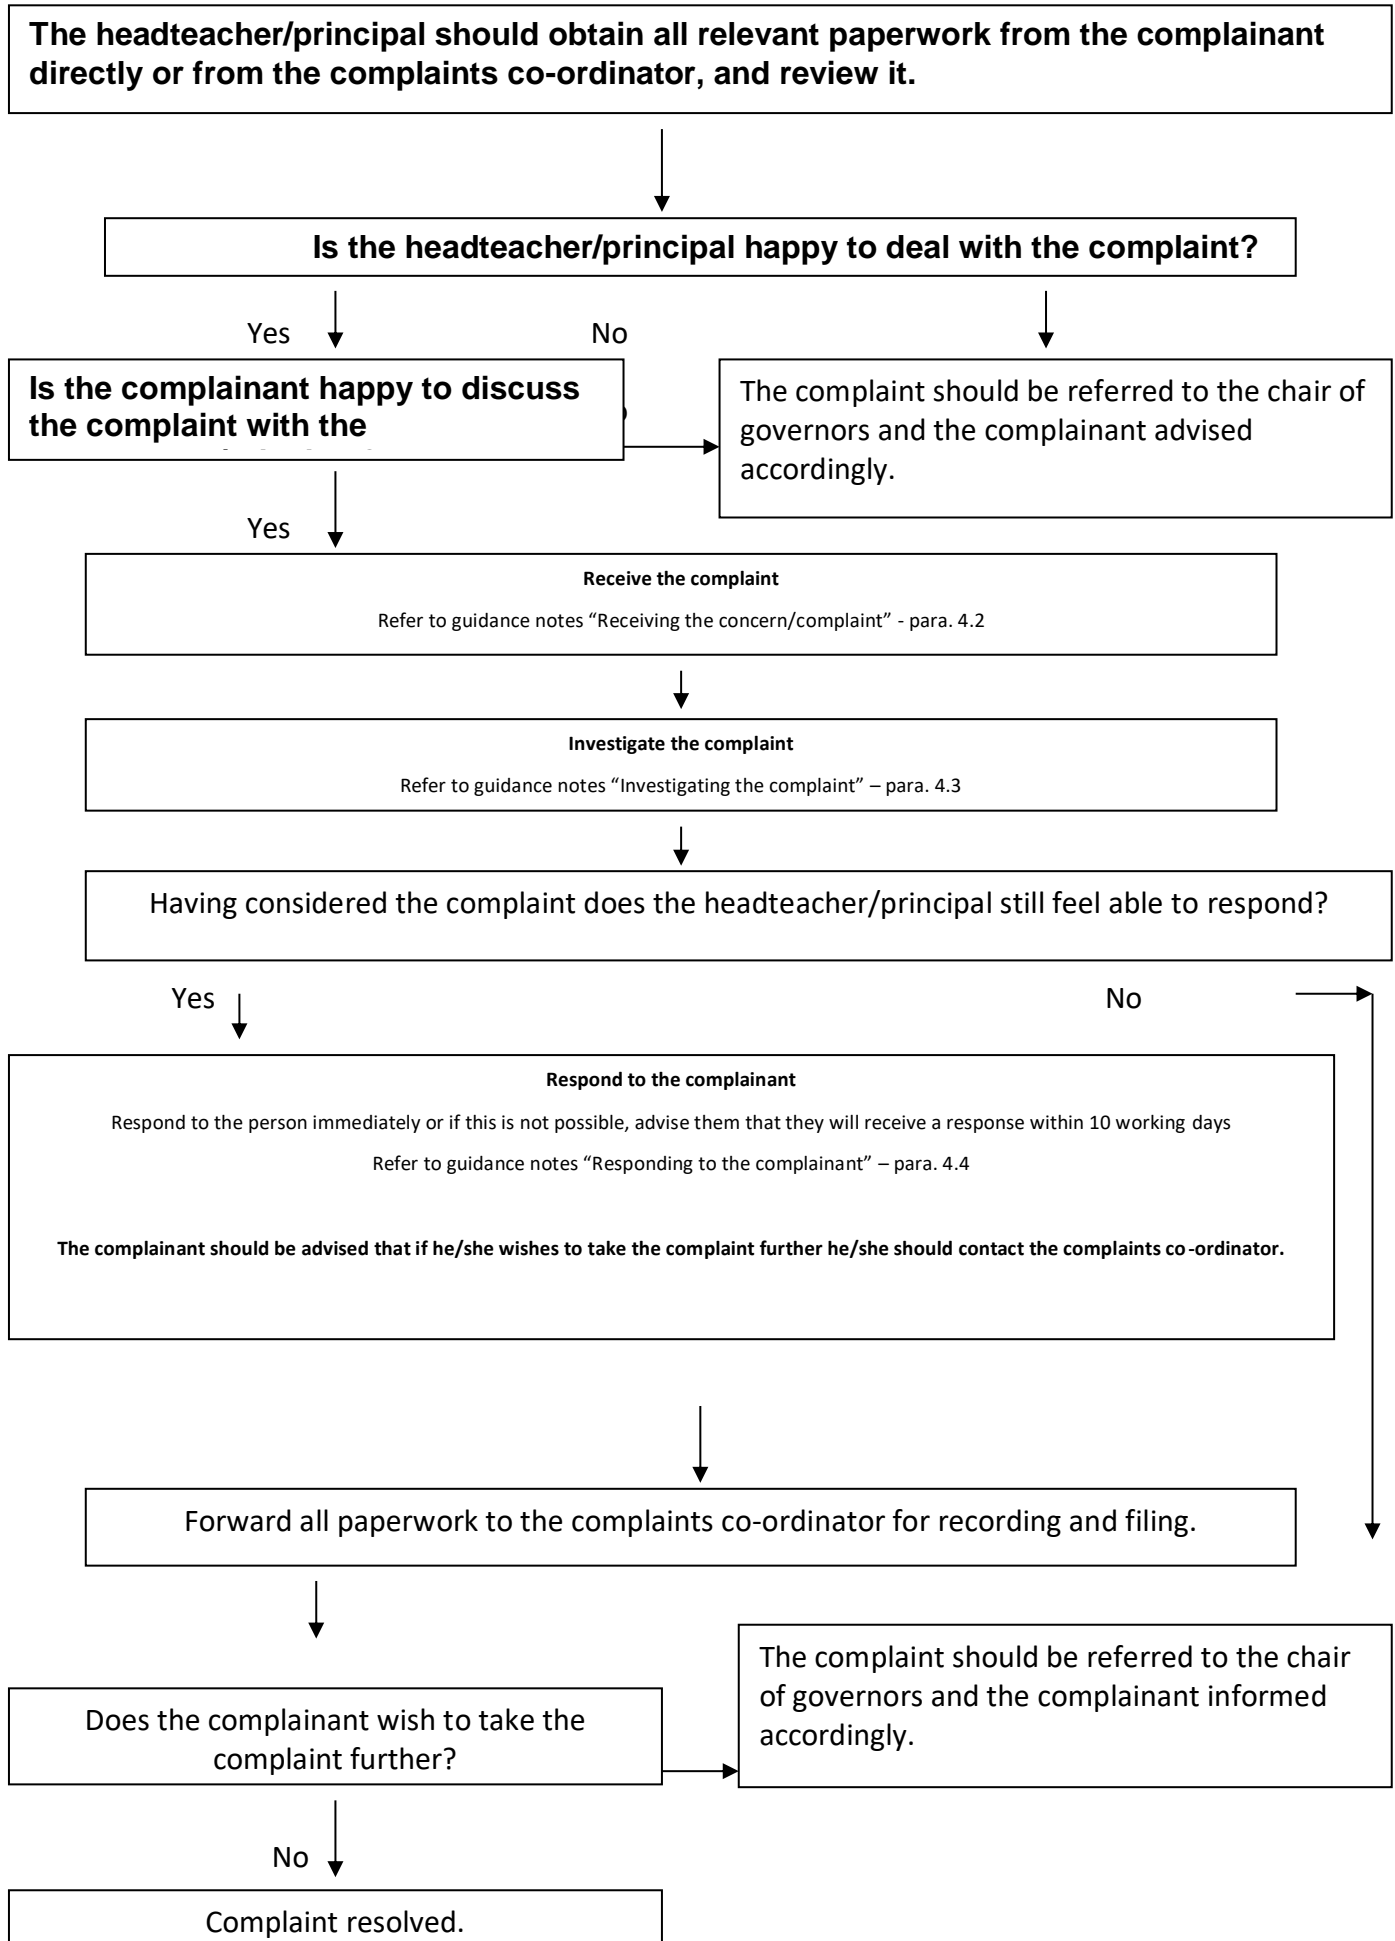 The headteacher/principal should obtain all relevant paperwork from the complainant
directly or from the complaints co-ordinator, and review it.
Is the headteacher/principal happy to deal with the complaint?
Yes
No
Is the complainant happy to discuss
the complaint with the
The complaint should be referred to the chair of
governors and the complainant advised
accordingly.
Yes
Receive the complaint
Refer to guidance notes “Receiving the concern/complaint” - para. 4.2
Investigate the complaint
Refer to guidance notes “Investigating the complaint” – para. 4.3
Having considered the complaint does the headteacher/principal still feel able to respond?
Yes
No
Respond to the complainant
Respond to the person immediately or if this is not possible, advise them that they will receive a response within 10 working days
Refer to guidance notes “Responding to the complainant” – para. 4.4
The complainant should be advised that if he/she wishes to take the complaint further he/she should contact the complaints co-ordinator.
Forward all paperwork to the complaints co-ordinator for recording and filing.
The complaint should be referred to the chair
of governors and the complainant informed
accordingly.
Does the complainant wish to take the
complaint further?
No
Complaint resolved.